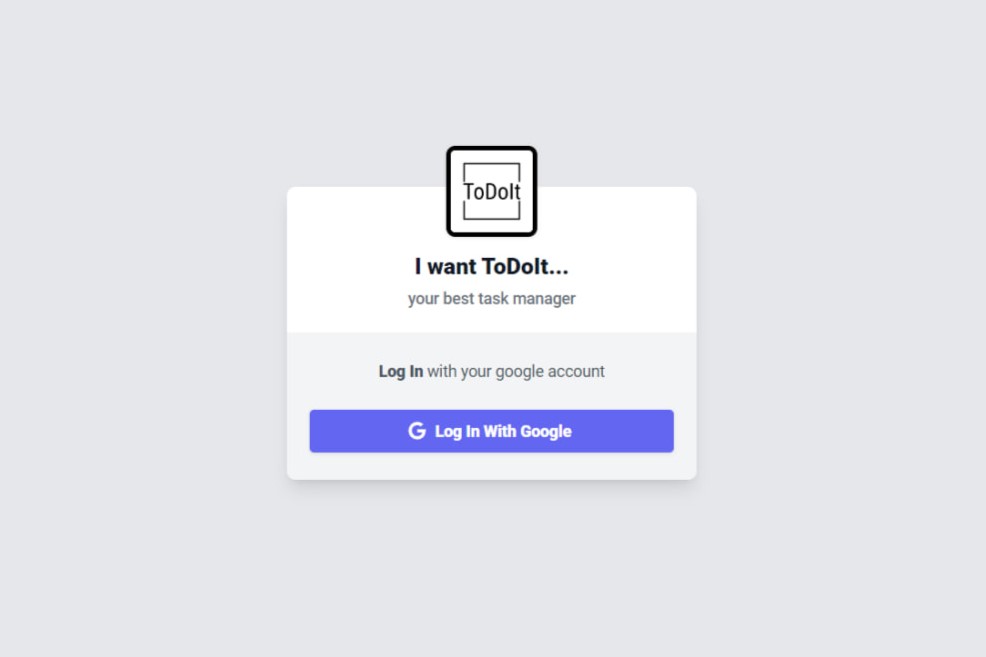 ToDoIt
I want ToDoIt...
your best task manager
Log In with your google account
G Log In With Google